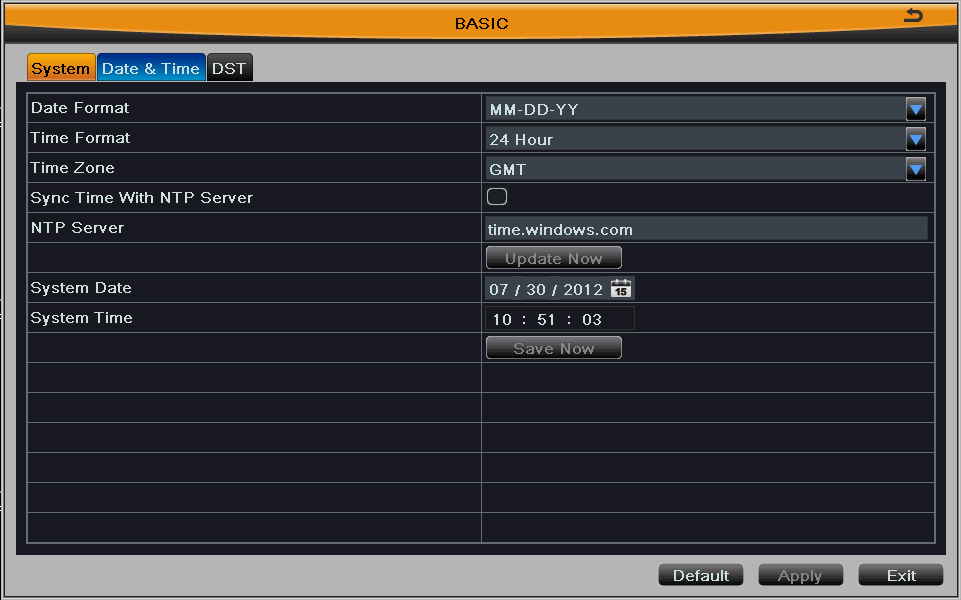 BASIC
System Date & Time DST
Date Format MM-DD-YY
Time Format 24 Hour
Time Zone GMT
Sync Time With NTP Server
NTP Server time.windows.com
Update Now
System Date 07 / 30 / 2012 15
System Time 10 : 51 : 03
Save Now
Default Apply Exit